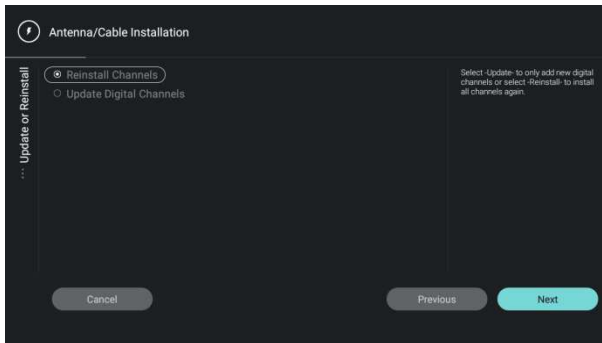 Antenna/Cable Installation
... Update or Reinstall
Reinstall Channels
Update Digital Channels
Select -Update- to only add new digital
channels or select -Reinstall- to install
all channels again.
Cancel
Previous
Next